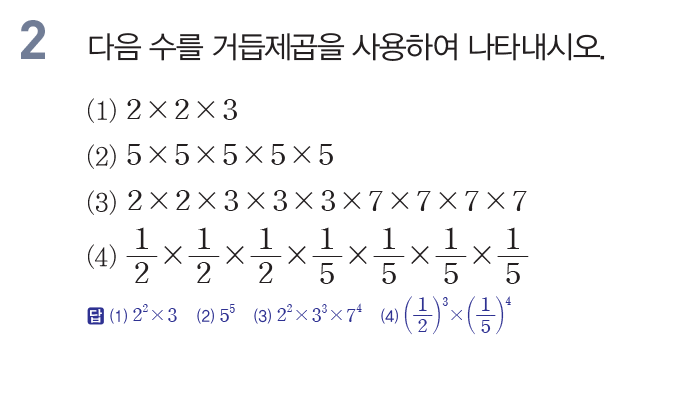 2 다음 수를 거듭제곱을 사용하여 나타내시오.
(1) 2×2×3
(2) 5×5×5×5×5
(3) 2×2×3×3×3×7×7×7×7
(4) 1/2×1/2×1/2×1/5×1/5×1/5×1/5
답 (1) 2²×3 (2) 5⁵ (3) 2²×3³×7⁴ (4) (1/2)³×(1/5)⁴